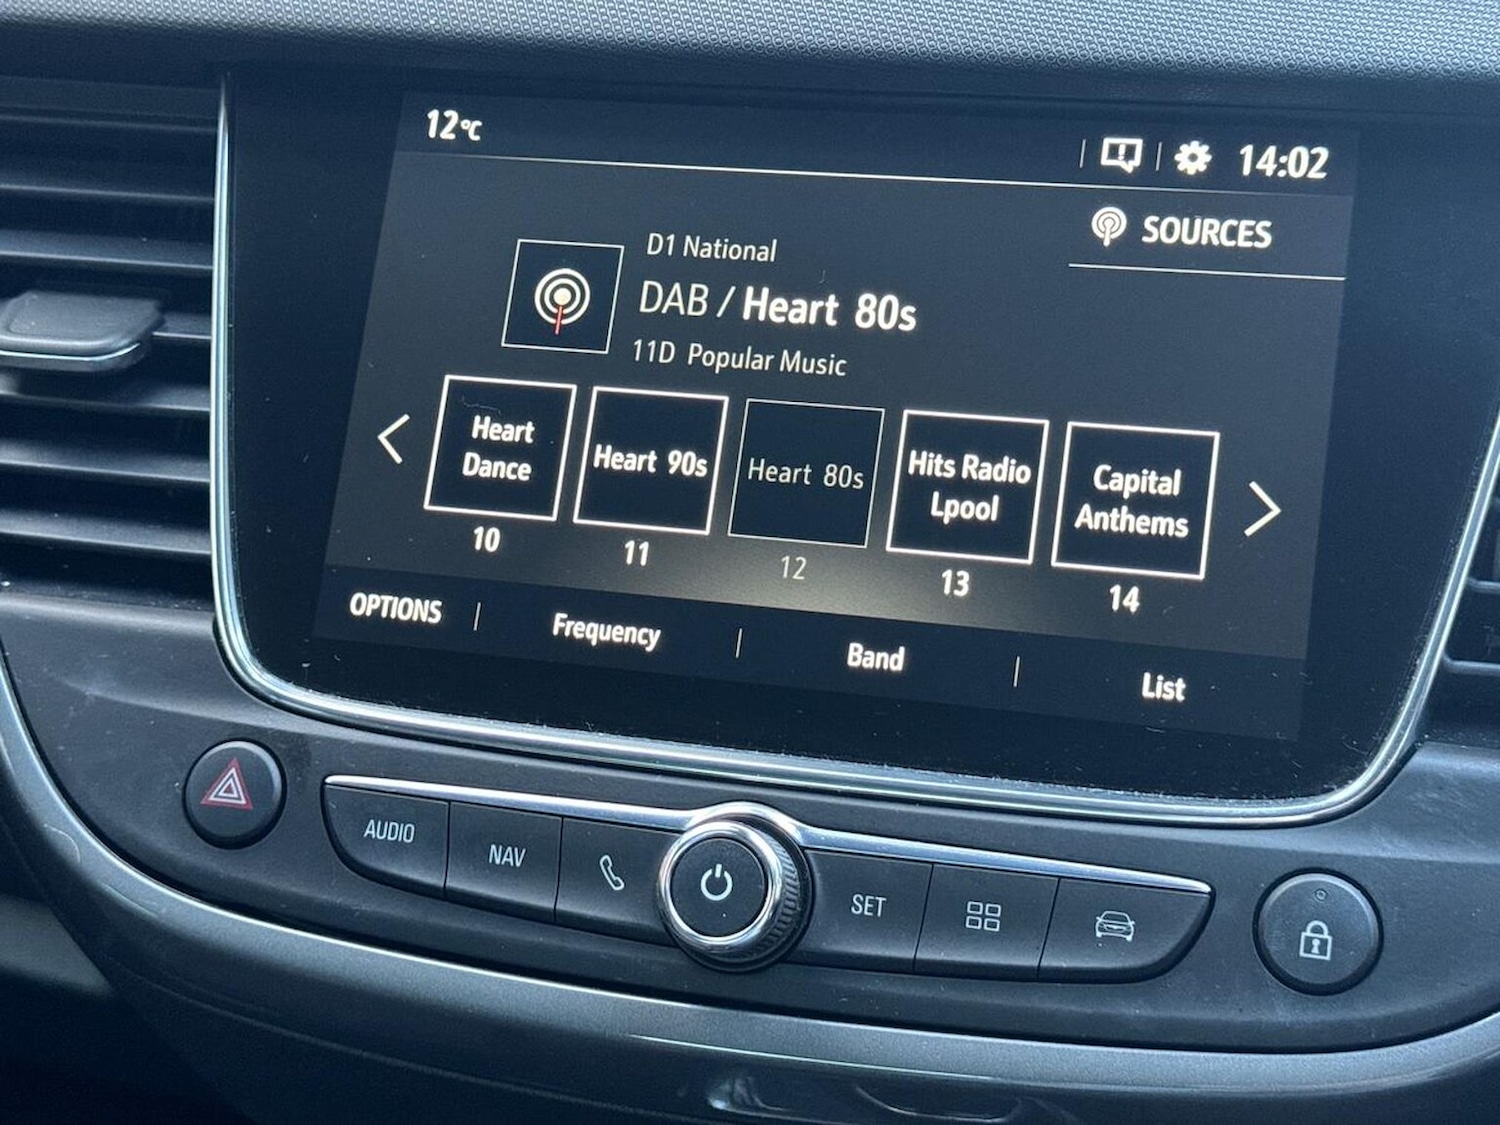 12°C
14:02
SOURCES
D1 National
DAB / Heart 80s
11D Popular Music
Heart
Dance
10
Heart 90s
11
Heart 80s
12
Hits Radio
Lpool
13
Capital
Anthems
14
OPTIONS
Frequency
Band
List
AUDIO
NAV
SET